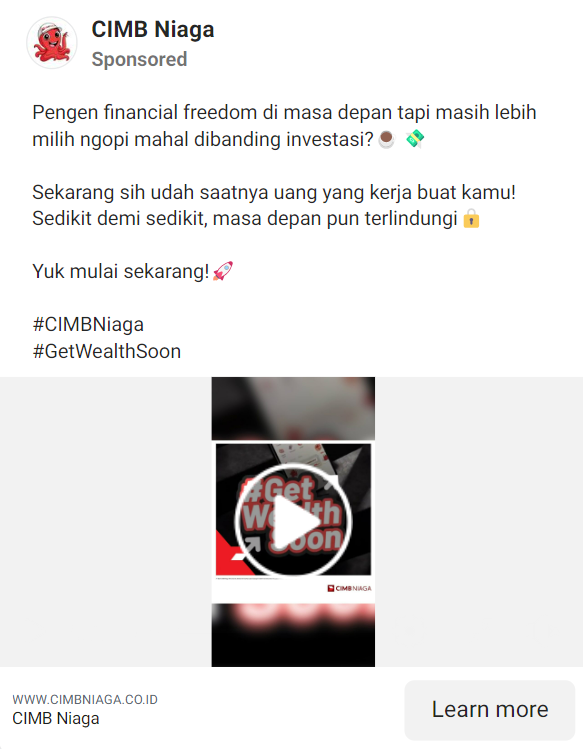 CIMB Niaga
Sponsored
Pengen financial freedom di masa depan tapi masih lebih
milih ngopi mahal dibanding investasi?☕ 💸
Sekarang sih udah saatnya uang yang kerja buat kamu!
Sedikit demi sedikit, masa depan pun terlindungi 🔒
Yuk mulai sekarang!🚀
#CIMBNiaga
#GetWealthSoon
#Get
Wealth
Soon
CIMB NIAGA
WWW.CIMBNIAGA.CO.ID
CIMB Niaga
Learn more